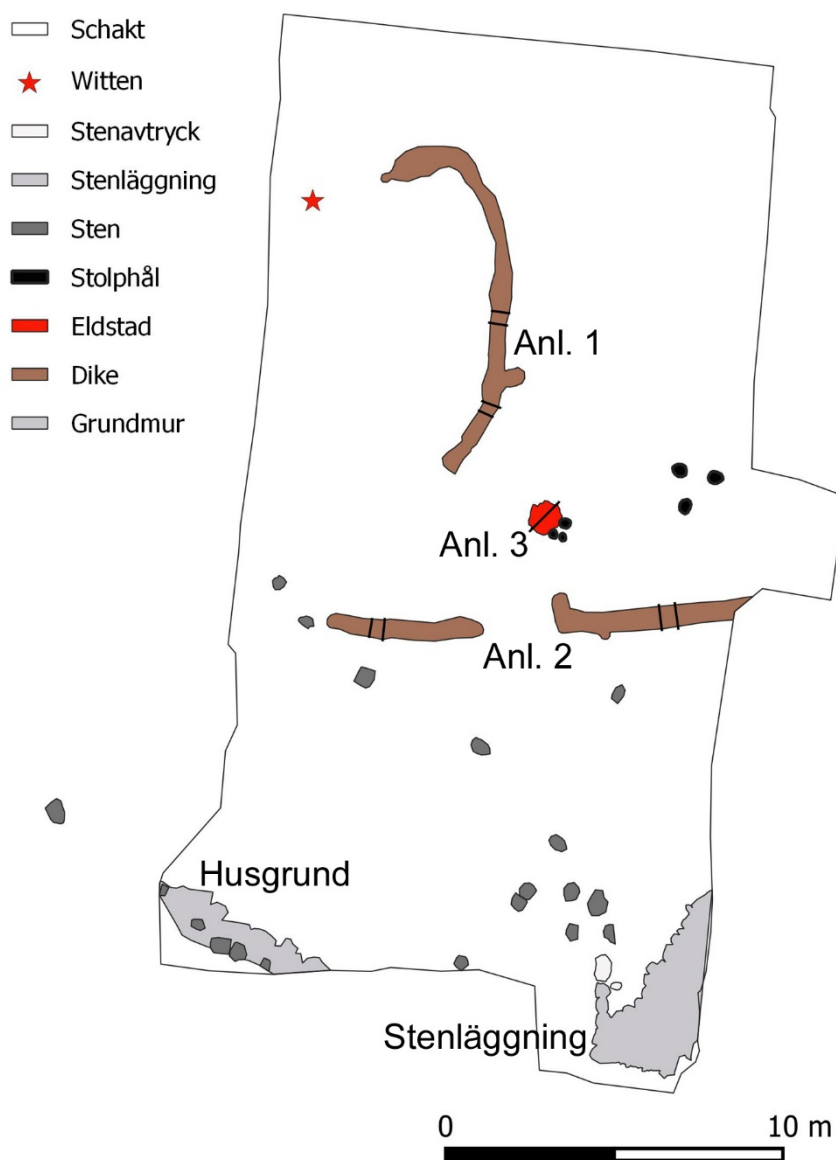 Schakt
Witten
Stenavtryck
Stenläggning
Sten
Stolphål
Eldstad
Dike
Grundmur
Anl. 1
Anl. 3
Anl. 2
Husgrund
Stenläggning
0 10 m